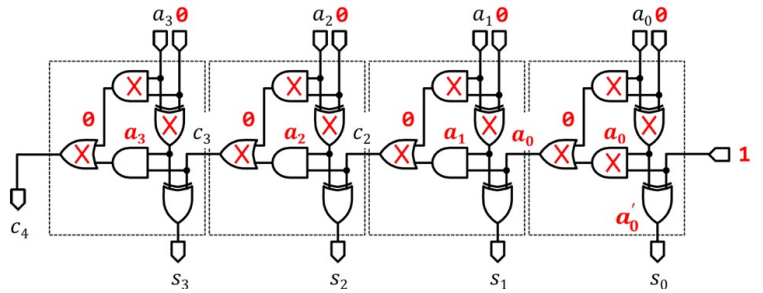 a₃ 0 a₂ 0 a₁ 0 a₀ 0
0 0 0 0
a₃ c₃ a₂ c₂ a₁ a₀ a₀
1
c₄ a₀′
s₃ s₂ s₁ s₀